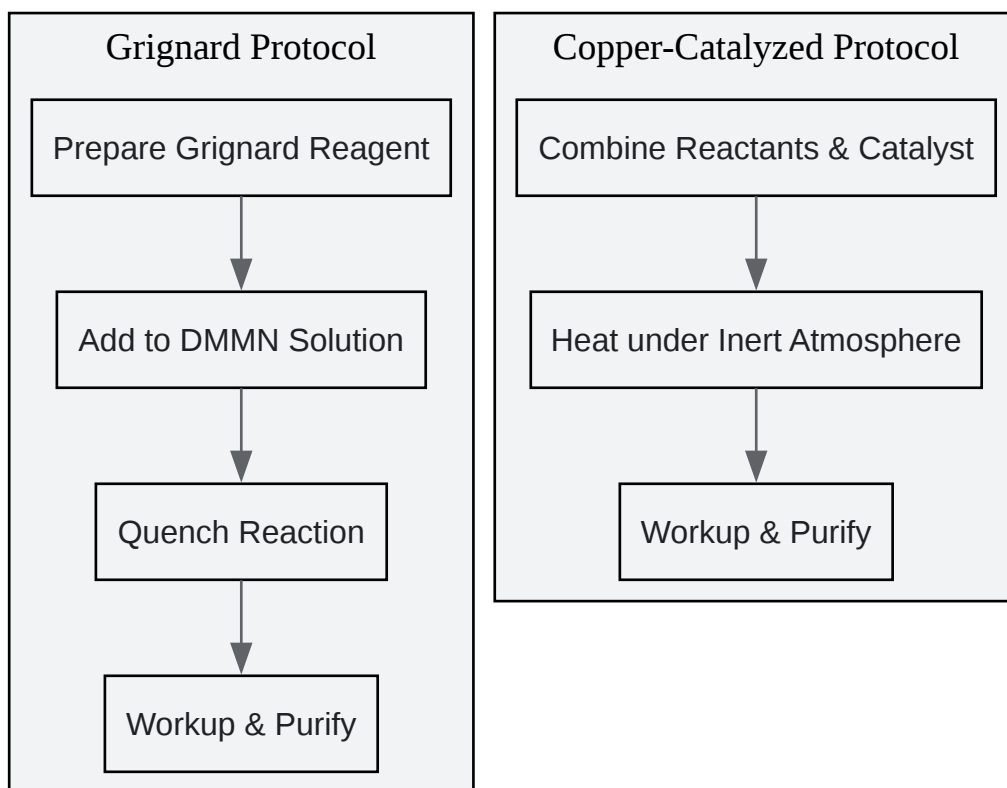 Grignard Protocol
Prepare Grignard Reagent
Add to DMMN Solution
Quench Reaction
Workup & Purify
Copper-Catalyzed Protocol
Combine Reactants & Catalyst
Heat under Inert Atmosphere
Workup & Purify